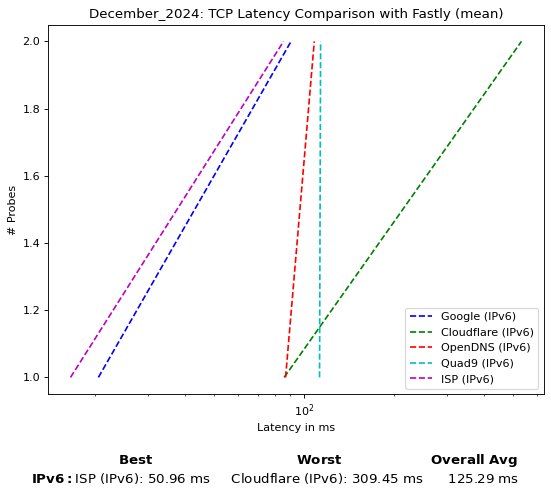 December_2024: TCP Latency Comparison with Fastly (mean)
2.0
1.8
1.6
1.4
1.2
1.0
# Probes
10²
Latency in ms
Google (IPv6)
Cloudflare (IPv6)
OpenDNS (IPv6)
Quad9 (IPv6)
ISP (IPv6)
Best Worst Overall Avg
IPv6: ISP (IPv6): 50.96 ms Cloudflare (IPv6): 309.45 ms 125.29 ms